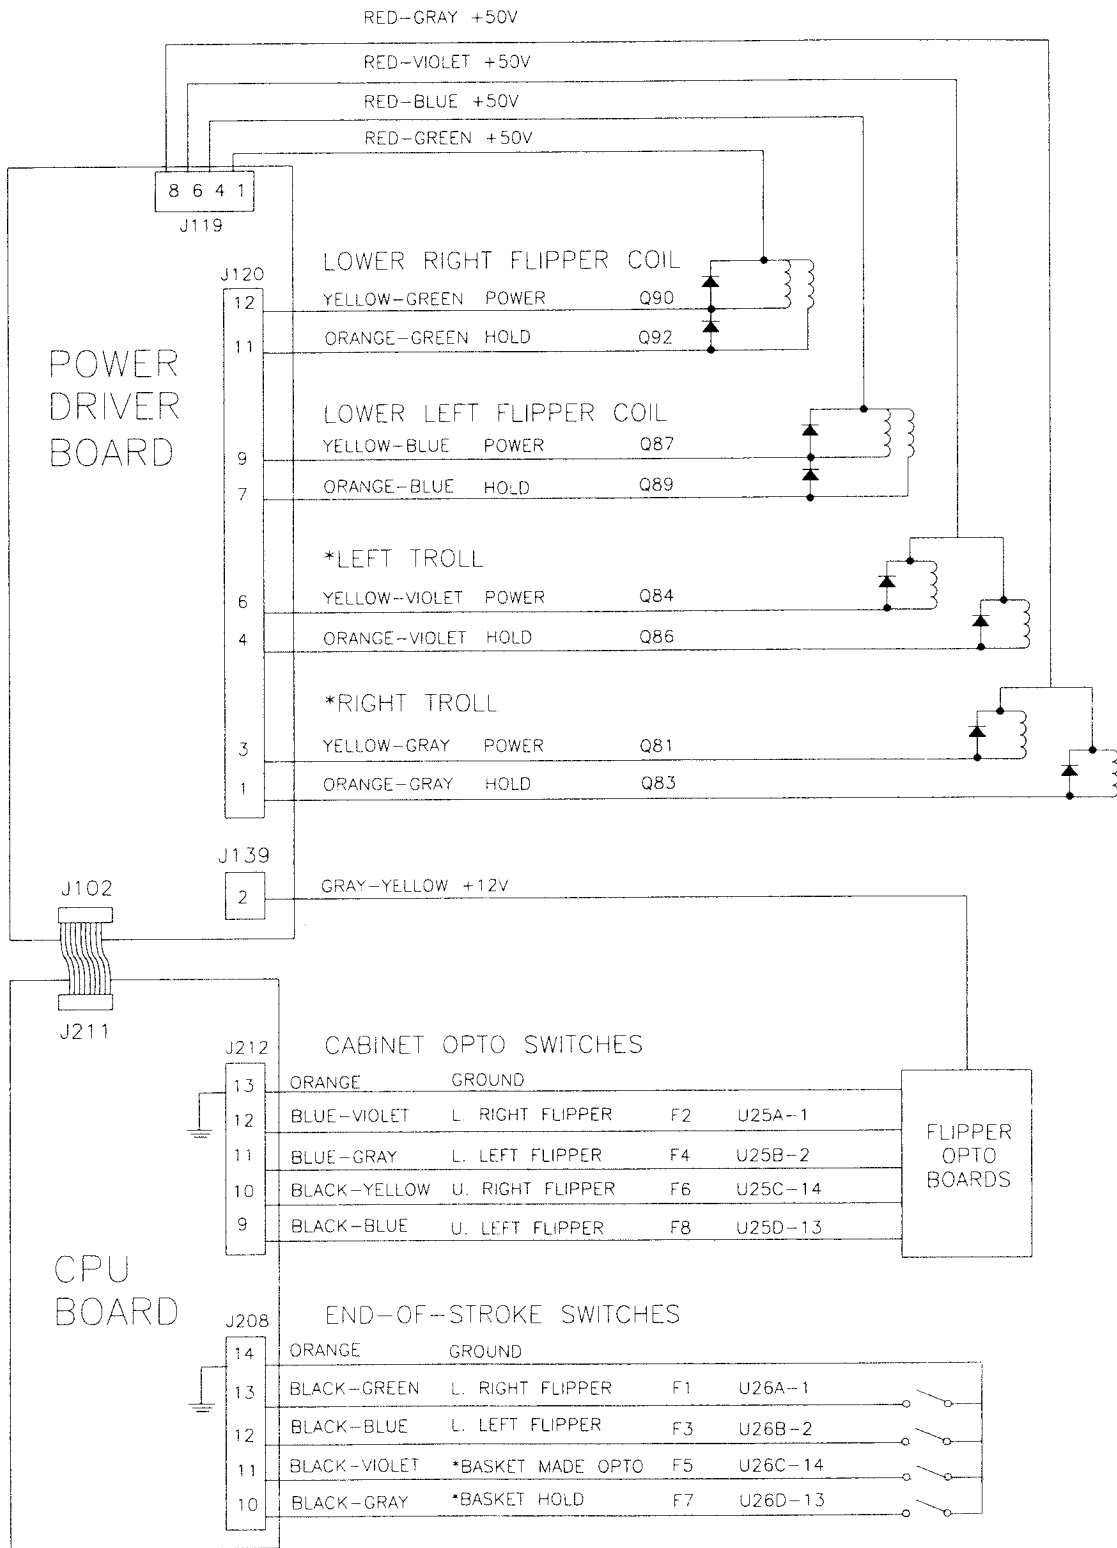 RED-GRAY +50V
RED-VIOLET +50V
RED-BLUE +50V
RED-GREEN +50V
8 6 4 1
J119
POWER
DRIVER
BOARD
J120
LOWER RIGHT FLIPPER COIL
12 YELLOW-GREEN POWER Q90
11 ORANGE-GREEN HOLD Q92
LOWER LEFT FLIPPER COIL
9 YELLOW-BLUE POWER Q87
7 ORANGE-BLUE HOLD Q89
*LEFT TROLL
6 YELLOW-VIOLET POWER Q84
4 ORANGE-VIOLET HOLD Q86
*RIGHT TROLL
3 YELLOW-GRAY POWER Q81
1 ORANGE-GRAY HOLD Q83
J139
2 GRAY-YELLOW +12V
J102
J211
CPU
BOARD
J212
CABINET OPTO SWITCHES
13 ORANGE GROUND
12 BLUE-VIOLET L. RIGHT FLIPPER F2 U25A-1
11 BLUE-GRAY L. LEFT FLIPPER F4 U25B-2
10 BLACK-YELLOW U. RIGHT FLIPPER F6 U25C-14
9 BLACK-BLUE U. LEFT FLIPPER F8 U25D-13
FLIPPER
OPTO
BOARDS
J208
END-OF-STROKE SWITCHES
14 ORANGE GROUND
13 BLACK-GREEN L. RIGHT FLIPPER F1 U26A-1
12 BLACK-BLUE L. LEFT FLIPPER F3 U26B-2
11 BLACK-VIOLET *BASKET MADE OPTO F5 U26C-14
10 BLACK-GRAY *BASKET HOLD F7 U26D-13